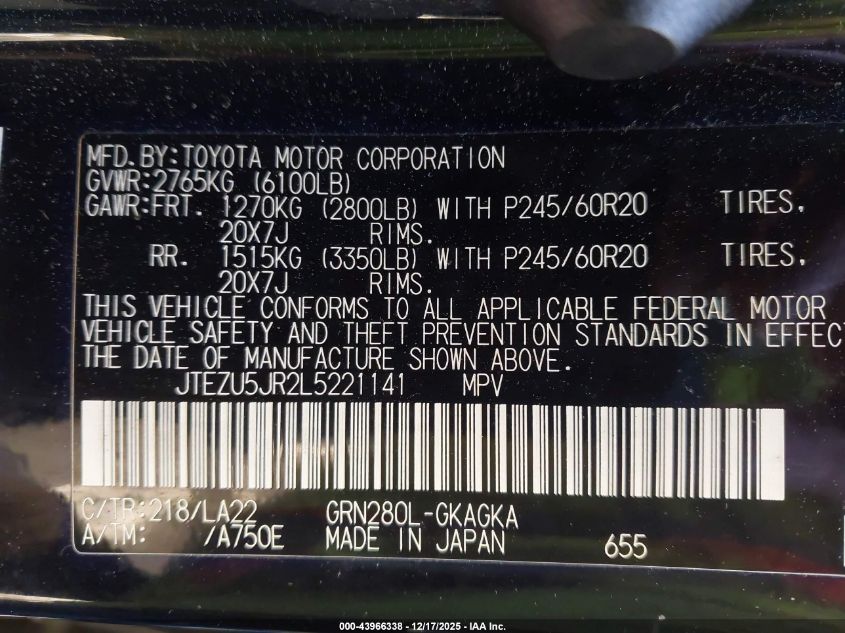 MFD.BY:TOYOTA MOTOR CORPORATION
GVWR:2765KG (6100LB)
GAWR:FRT. 1270KG (2800LB) WITH P245/60R20 TIRES,
20X7J RIMS.
RR. 1515KG (3350LB) WITH P245/60R20 TIRES,
20X7J RIMS.
THIS VEHICLE CONFORMS TO ALL APPLICABLE FEDERAL MOTOR
VEHICLE SAFETY AND THEFT PREVENTION STANDARDS IN EFFEC
THE DATE OF MANUFACTURE SHOWN ABOVE.
JTEZU5JR2L5221141 MPV
C/TR:218/LA22 GRN280L-GKAGKA
A/TM: /A750E MADE IN JAPAN 655
000-43966338 - 12/17/2025 - IAA Inc.